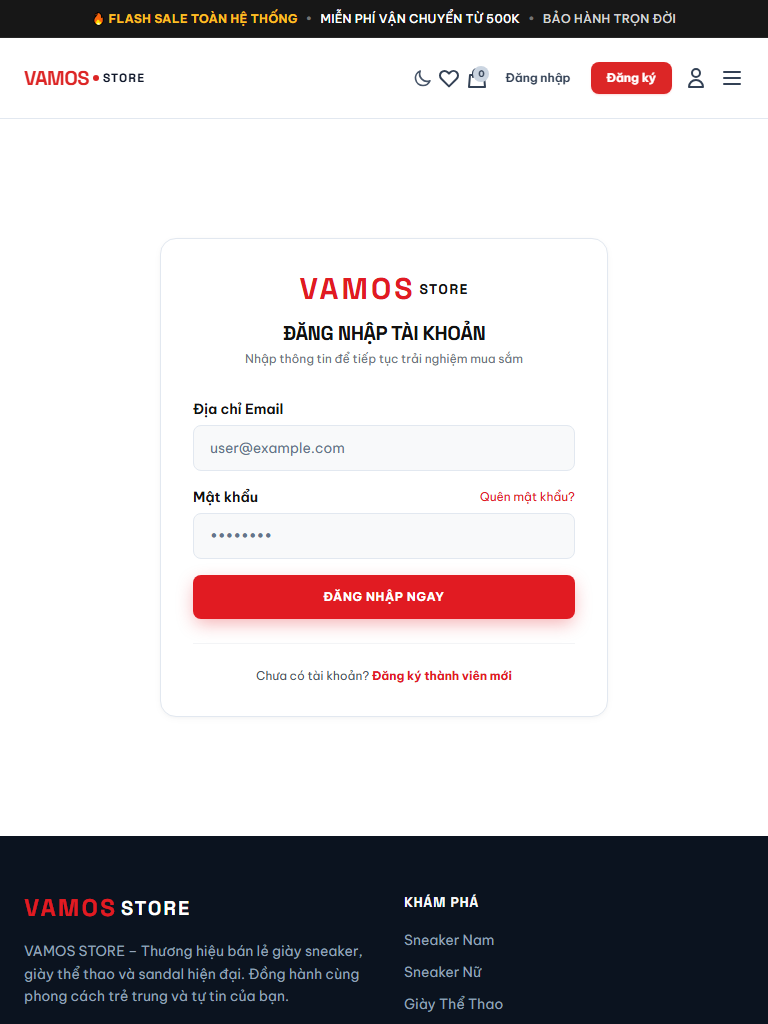 🔥 FLASH SALE TOÀN HỆ THỐNG • MIỄN PHÍ VẬN CHUYỂN TỪ 500K • BẢO HÀNH TRỌN ĐỜI
VAMOS • STORE
0
Đăng nhập
Đăng ký
VAMOS STORE
ĐĂNG NHẬP TÀI KHOẢN
Nhập thông tin để tiếp tục trải nghiệm mua sắm
Địa chỉ Email
user@example.com
Mật khẩu
Quên mật khẩu?
••••••••
ĐĂNG NHẬP NGAY
Chưa có tài khoản? Đăng ký thành viên mới
VAMOS STORE
VAMOS STORE – Thương hiệu bán lẻ giày sneaker,
giày thể thao và sandal hiện đại. Đồng hành cùng
phong cách trẻ trung và tự tin của bạn.
KHÁM PHÁ
Sneaker Nam
Sneaker Nữ
Giày Thể Thao